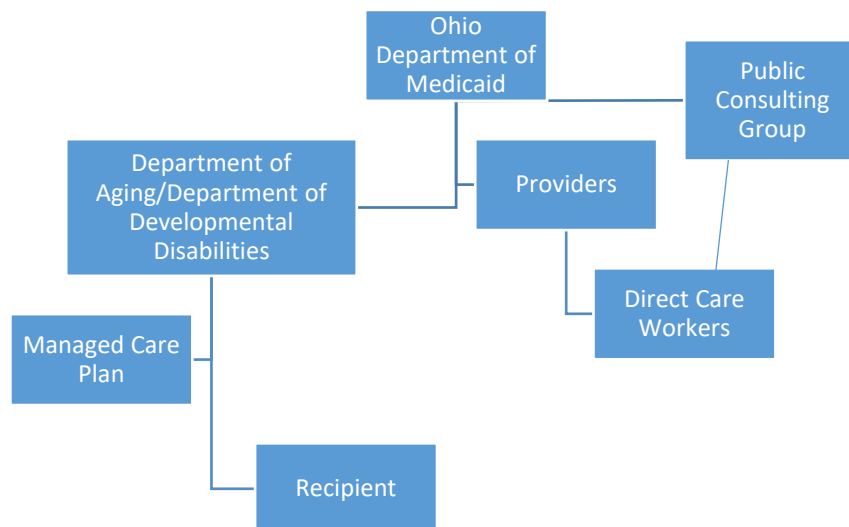 Ohio
Department of
Medicaid
Public
Consulting
Group
Department of
Aging/Department of
Developmental
Disabilities
Providers
Direct Care
Workers
Managed Care
Plan
Recipient